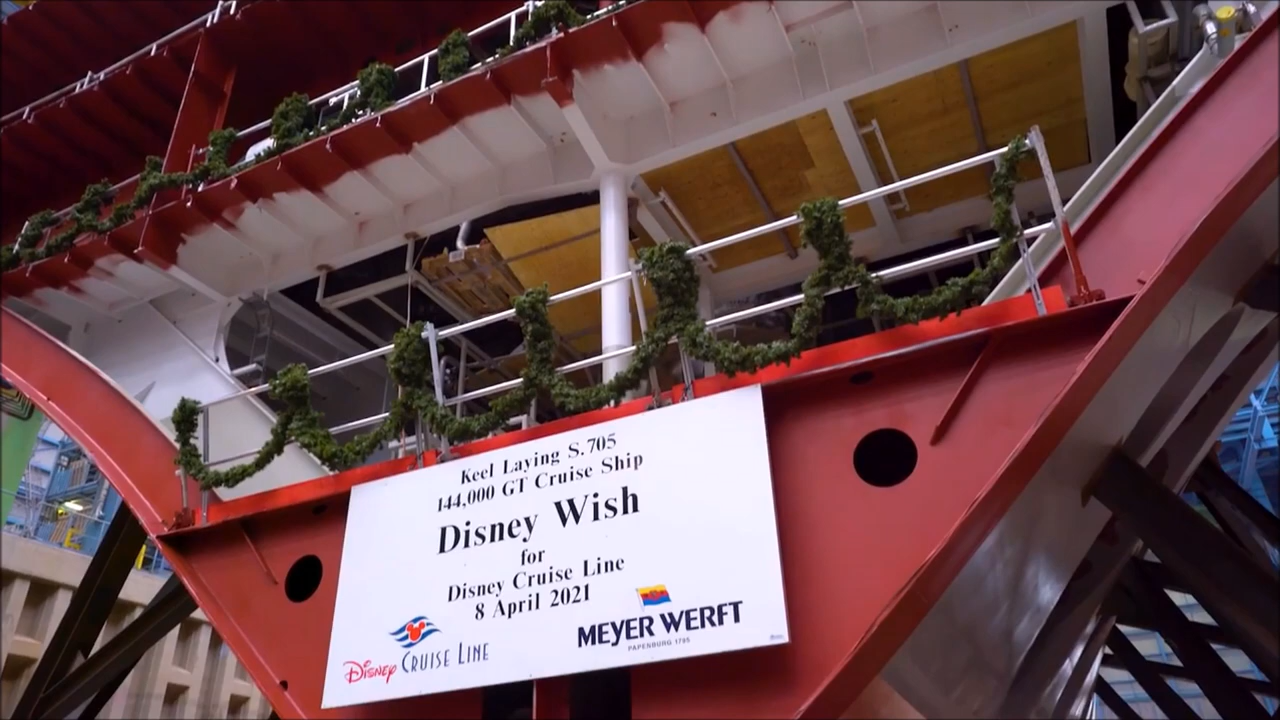 Keel Laying S.705
144,000 GT Cruise Ship
Disney Wish
for
Disney Cruise Line
8 April 2021
Disney CRUISE LINE
MEYER WERFT
PAPENBURG 1795